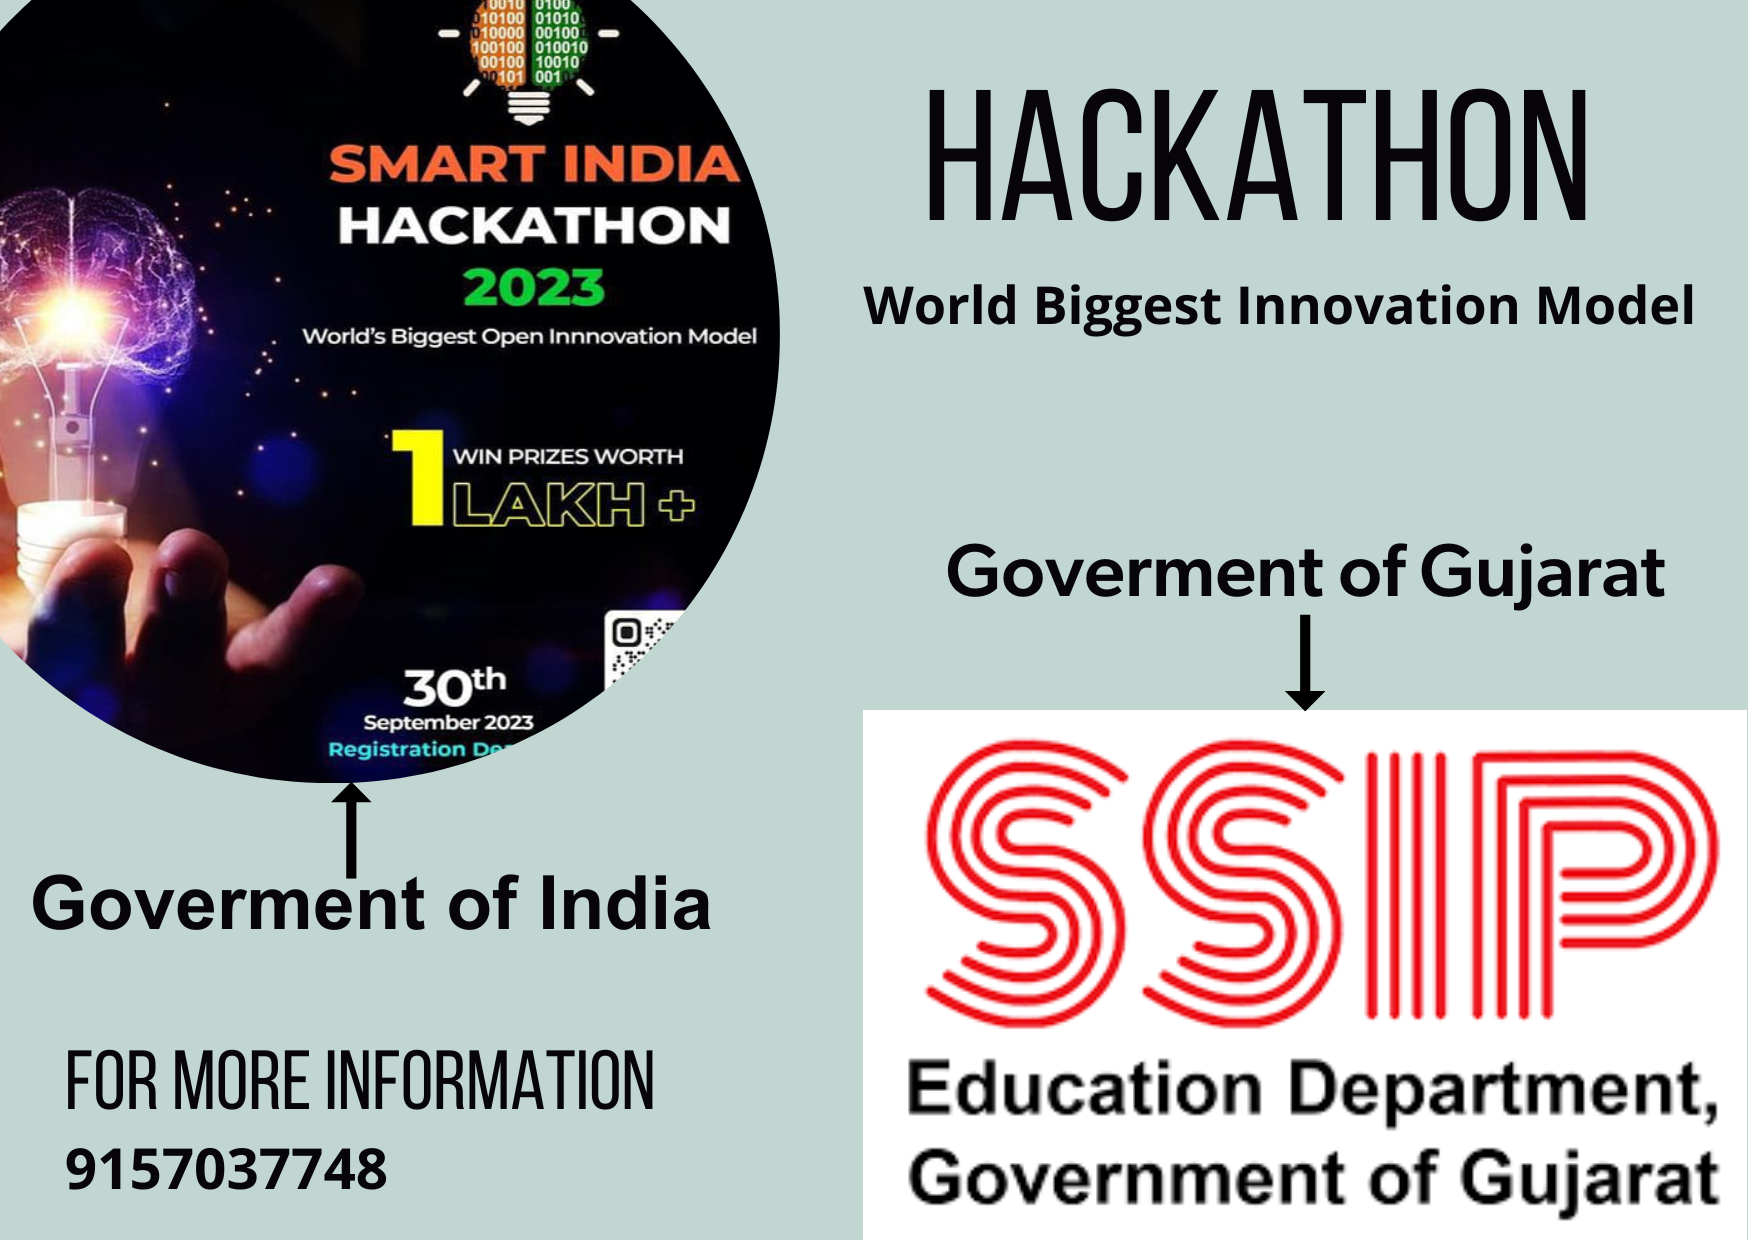 SMART INDIA
HACKATHON
2023
World's Biggest Open Innnovation Model
1 WIN PRIZES WORTH
LAKH +
30th
September 2023
Registration
HACKATHON
World Biggest Innovation Model
Goverment of Gujarat
SSIP
Education Department,
Government of Gujarat
Goverment of India
FOR MORE INFORMATION
9157037748